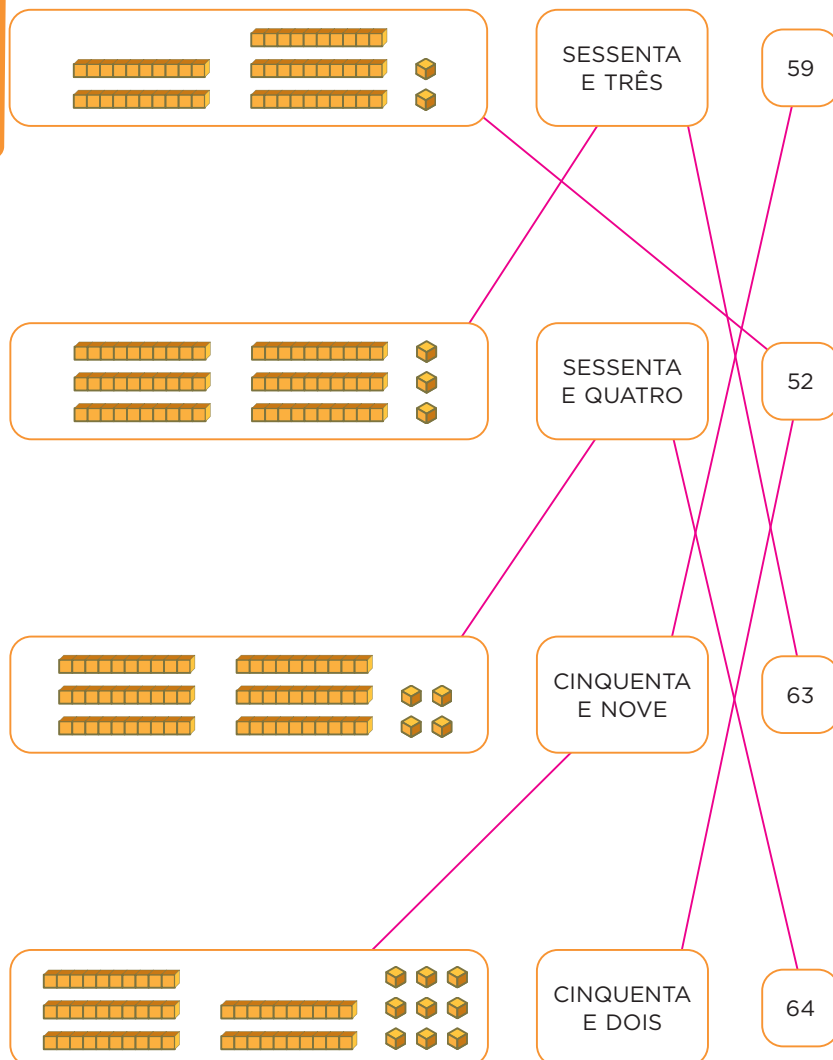 SESSENTA
E TRÊS
59
SESSENTA
E QUATRO
52
CINQUENTA
E NOVE
63
CINQUENTA
E DOIS
64